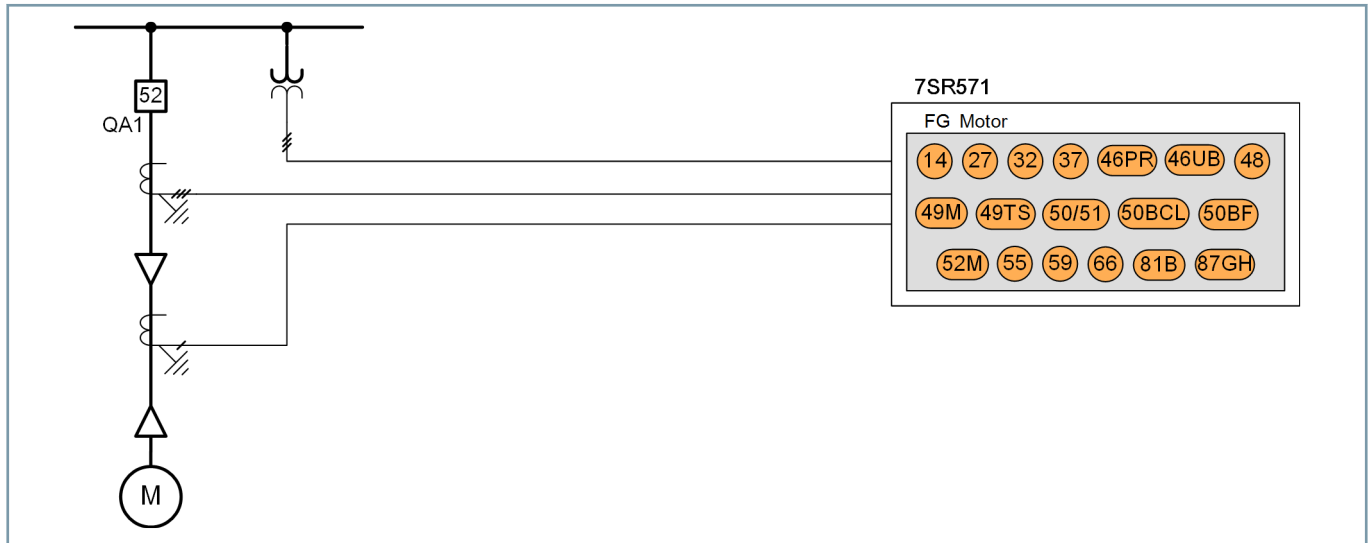 52
QA1
M
7SR571
FG Motor
14 27 32 37 46PR 46UB 48
49M 49TS 50/51 50BCL 50BF
52M 55 59 66 81B 87GH